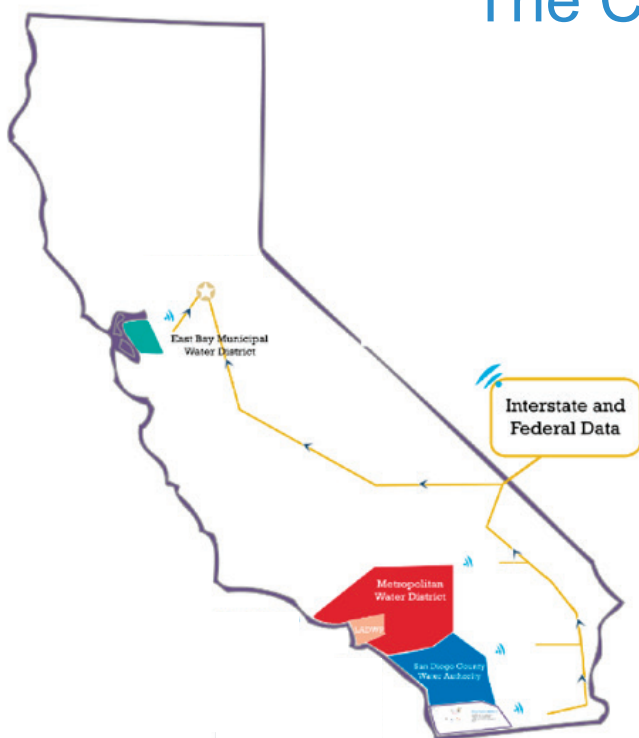 The C
East Bay Municipal
Water District
Interstate and
Federal Data
Metropolitan
Water District
LADWP
San Diego County
Water Authority